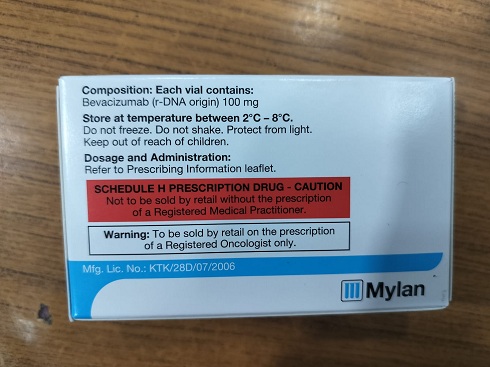 Composition: Each vial contains:
Bevacizumab (r-DNA origin) 100 mg
Store at temperature between 2°C – 8°C.
Do not freeze. Do not shake. Protect from light.
Keep out of reach of children.
Dosage and Administration:
Refer to Prescribing Information leaflet.
SCHEDULE H PRESCRIPTION DRUG - CAUTION
Not to be sold by retail without the prescription
of a Registered Medical Practitioner.
Warning: To be sold by retail on the prescription
of a Registered Oncologist only.
Mfg. Lic. No.: KTK/28D/07/2006
Mylan